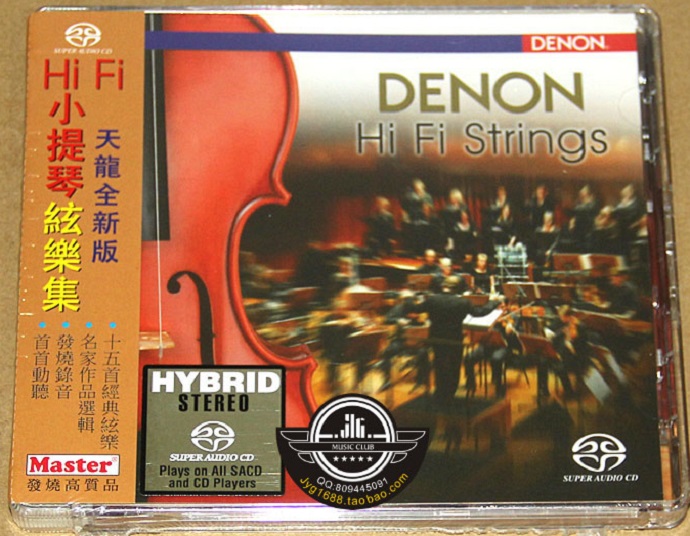 SUPER AUDIO CD
Hi Fi
小提琴絃樂集
天龍全新版
•十五首經典絃樂
•名家作品選輯
•發燒錄音
•首首動聽
Master®
發燒高質品
DENON
DENON
Hi Fi Strings
HYBRID
STEREO
SUPER AUDIO CD
Plays on All SACD
and CD Players
MUSIC CLUB
QQ:809445091
Jyg1688.taobao.com
SUPER AUDIO CD